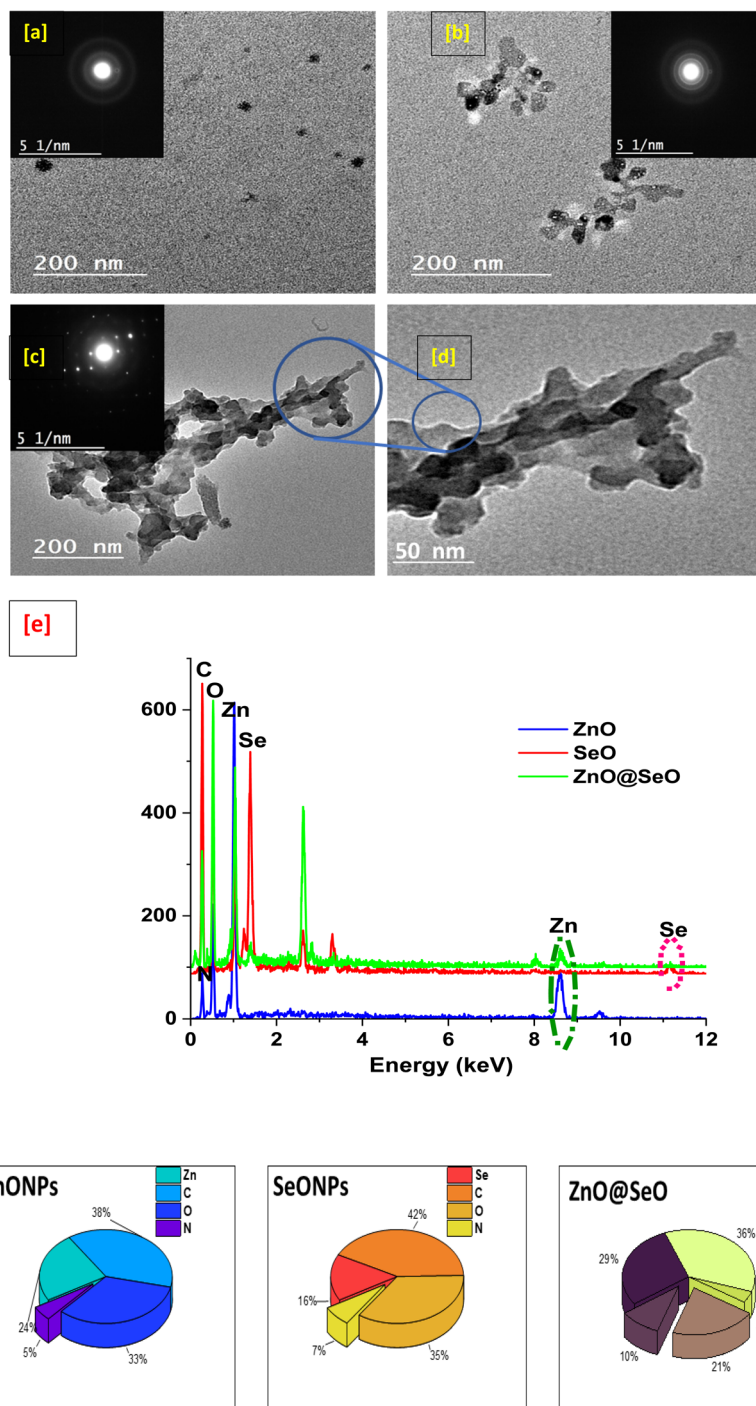 [a]
5 1/nm
200 nm
[b]
5 1/nm
200 nm
[c]
5 1/nm
200 nm
[d]
50 nm
[e]
C
O
Zn
Se
N
Zn
Se
ZnO
SeO
ZnO@SeO
600
400
200
0
0 2 4 6 8 10 12
Energy (keV)
nONPs
Zn
C
O
N
38%
24%
5%
33%
SeONPs
Se
C
O
N
42%
16%
7%
35%
ZnO@SeO
36%
29%
10%
21%